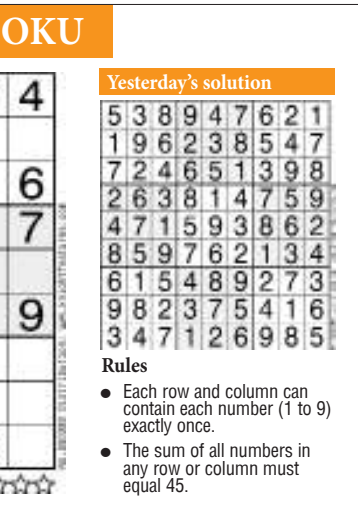 OKU
4
6
7
9
Yesterday's solution
5 3 8 9 4 7 6 2 1
1 9 6 2 3 8 5 4 7
7 2 4 6 5 1 3 9 8
2 6 3 8 1 4 7 5 9
4 7 1 5 9 3 8 6 2
8 5 9 7 6 2 1 3 4
6 1 5 4 8 9 2 7 3
9 8 2 3 7 5 4 1 6
3 4 7 1 2 6 9 8 5
Rules
● Each row and column can
contain each number (1 to 9)
exactly once.
● The sum of all numbers in
any row or column must
equal 45.